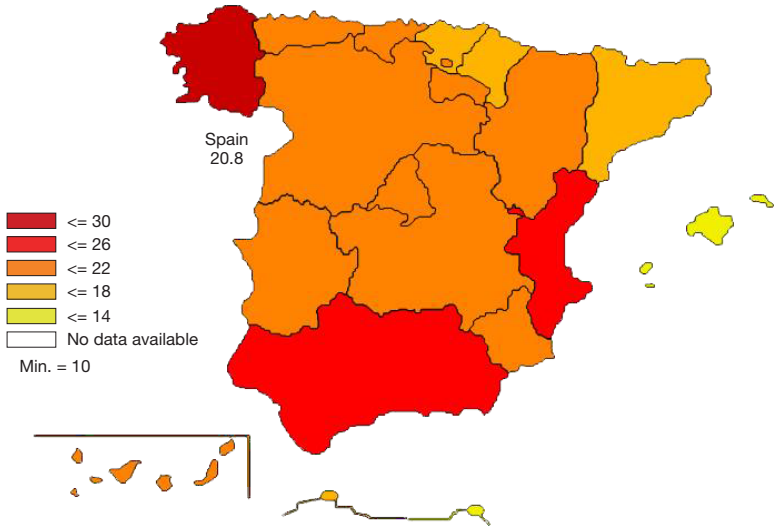 Spain
20.8
<= 30
<= 26
<= 22
<= 18
<= 14
No data available
Min. = 10